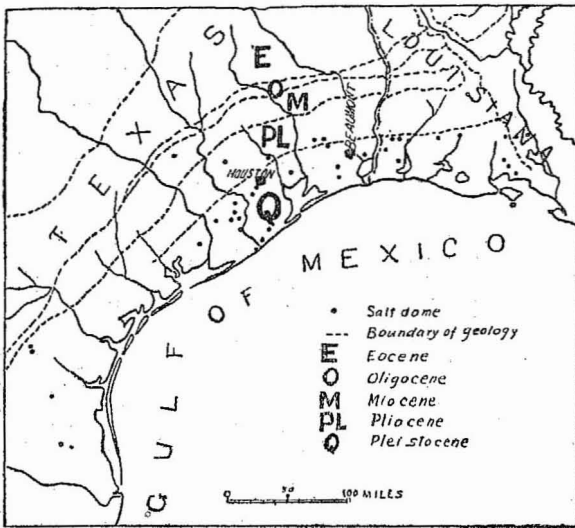 TEXAS
LOUISIANA
E
O
M
PL
BEAUMONT
HOUSTON
Q
GULF OF MEXICO
Salt dome
Boundary of geology
E Eocene
O Oligocene
M Miocene
PL Pliocene
Q Pleistocene
0 50 100 MILES